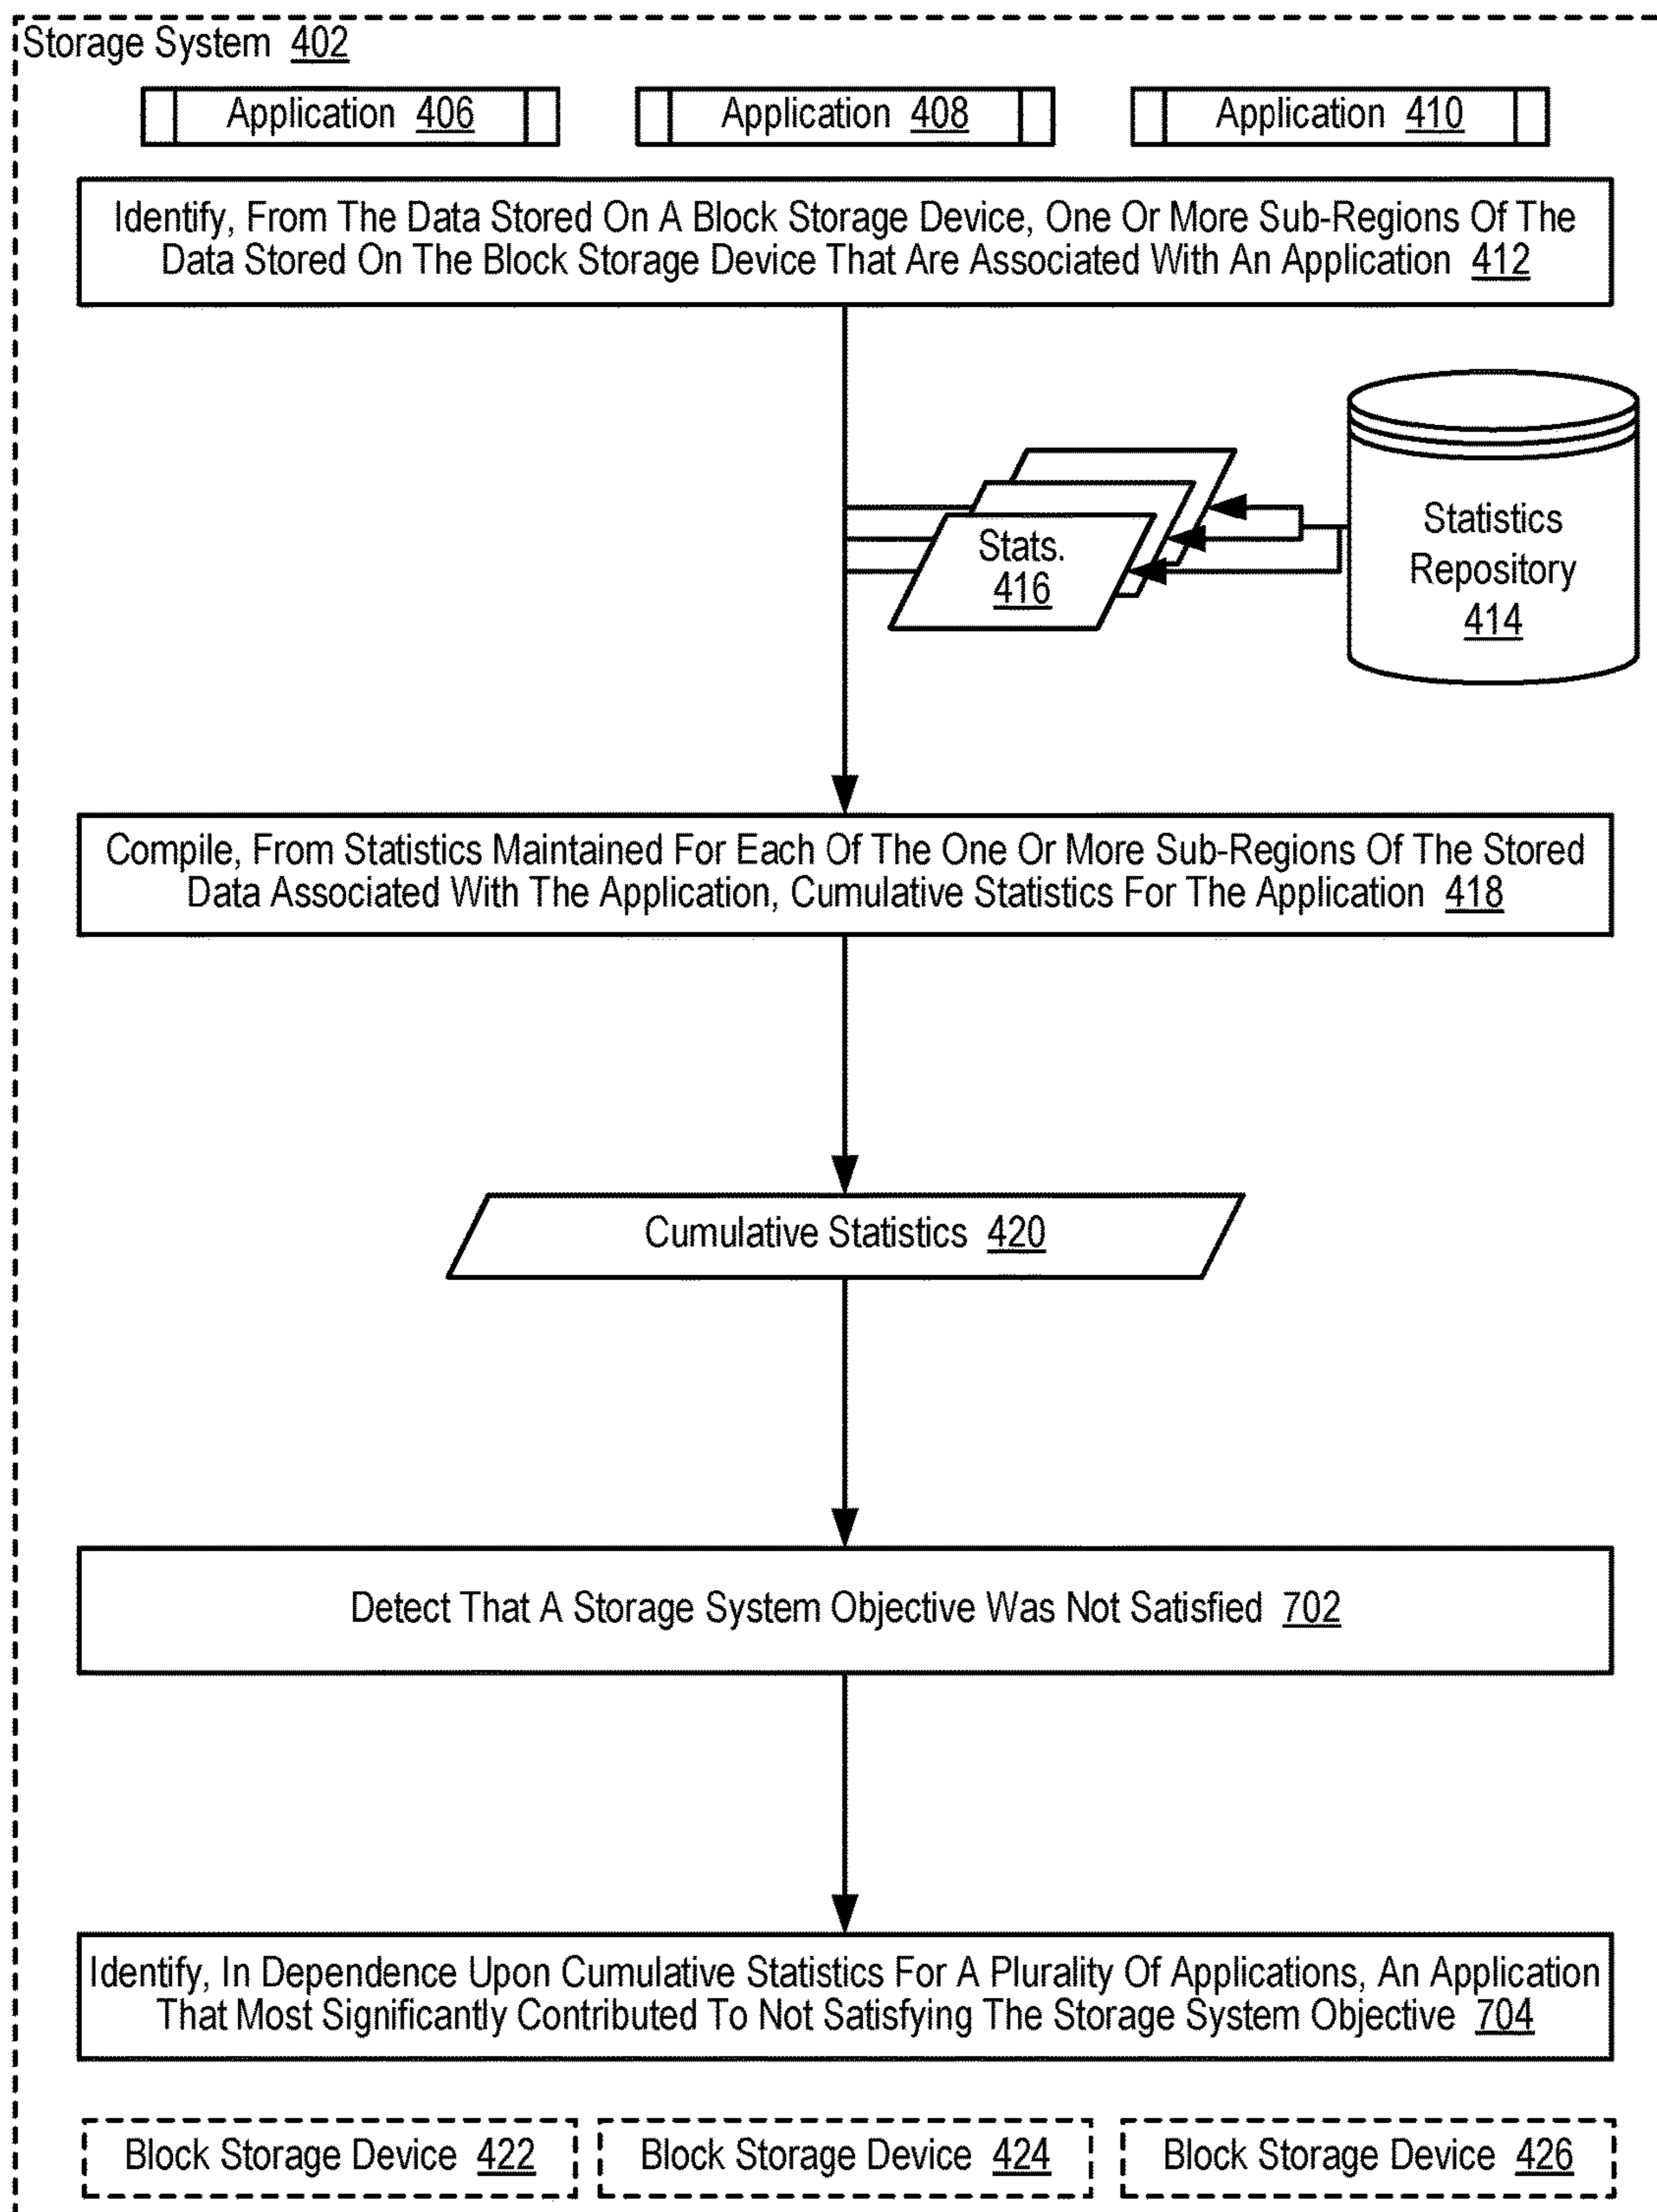 Storage System 402
Application 406
Application 408
Application 410
Identify, From The Data Stored On A Block Storage Device, One Or More Sub-Regions Of The
Data Stored On The Block Storage Device That Are Associated With An Application 412
Stats.
416
Statistics
Repository
414
Compile, From Statistics Maintained For Each Of The One Or More Sub-Regions Of The Stored
Data Associated With The Application, Cumulative Statistics For The Application 418
Cumulative Statistics 420
Detect That A Storage System Objective Was Not Satisfied 702
Identify, In Dependence Upon Cumulative Statistics For A Plurality Of Applications, An Application
That Most Significantly Contributed To Not Satisfying The Storage System Objective 704
Block Storage Device 422
Block Storage Device 424
Block Storage Device 426